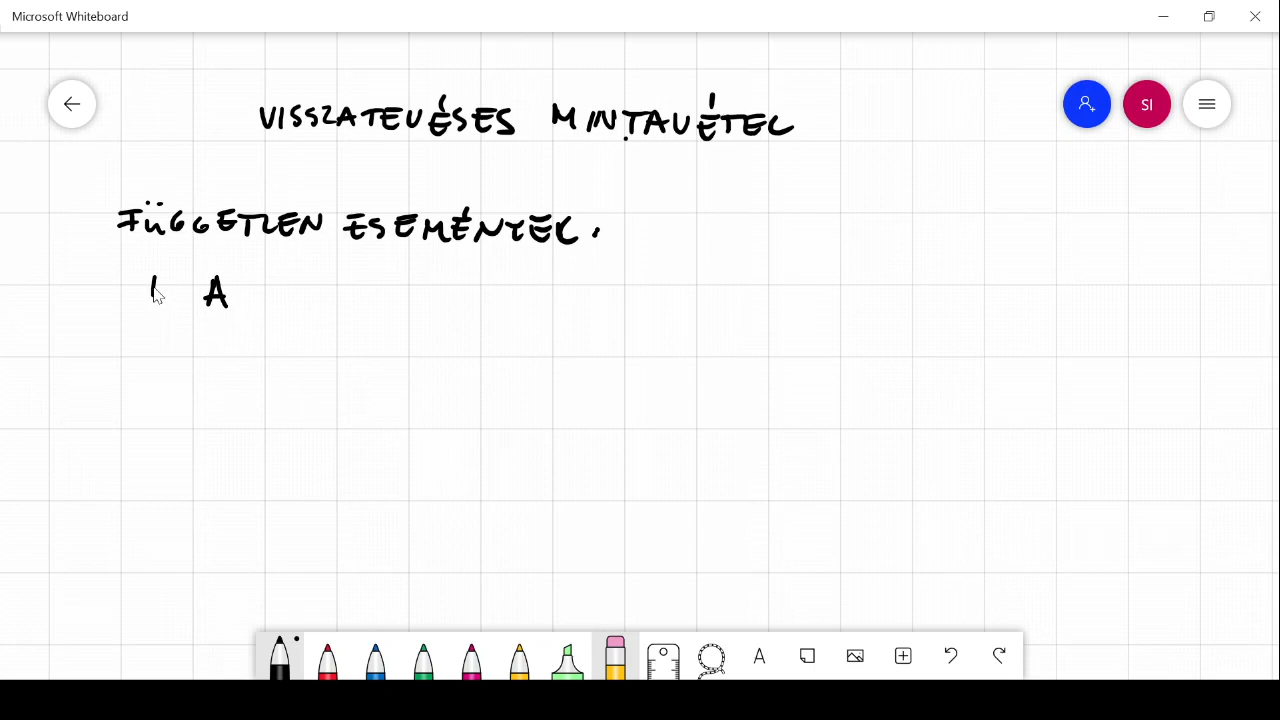 Microsoft Whiteboard
VISSZATEVÉSES MINTAVÉTEL
SI
FÜGGETLEN ESEMÉNYEK.
A
A